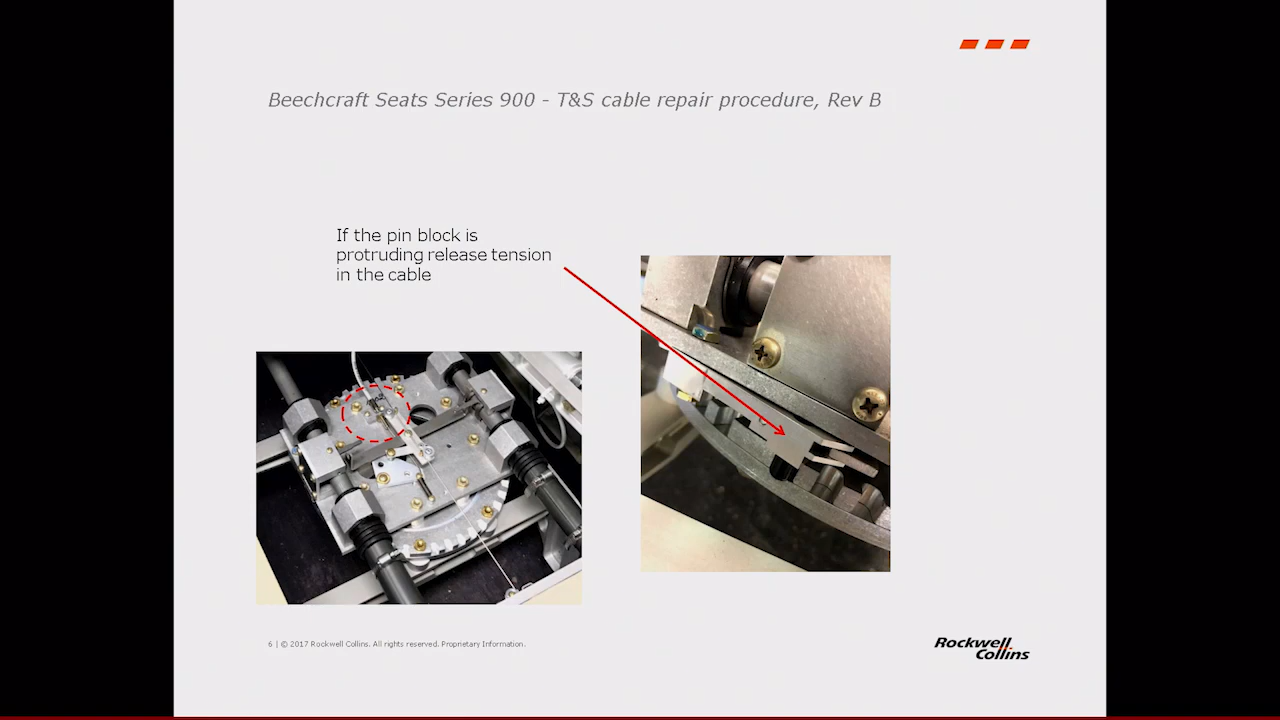 Beechcraft Seats Series 900 - T&S cable repair procedure, Rev B
If the pin block is
protruding release tension
in the cable
6 | © 2017 Rockwell Collins. All rights reserved. Proprietary Information.
Rockwell
Collins